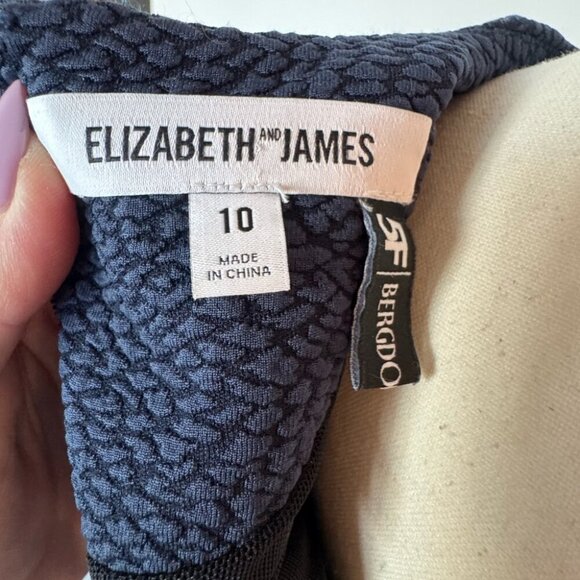 ELIZABETH AND JAMES
10
MADE
IN CHINA
5F | BERGDO